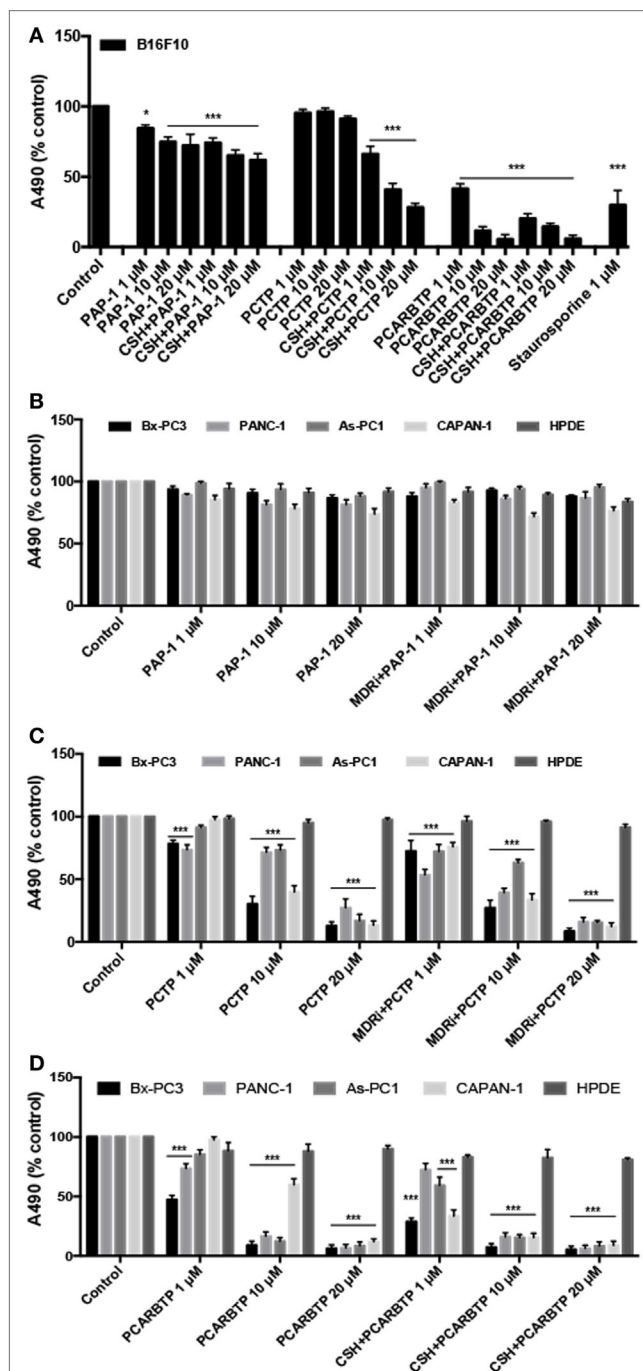 A
B16F10
A490 (% control)
150
100
50
0
*
***
***
***
***
Control
PAP-1 1 µM
PAP-1 10 µM
PAP-1 20 µM
CSH+PAP-1 1 µM
CSH+PAP-1 10 µM
CSH+PAP-1 20 µM
PCTP 1 µM
PCTP 10 µM
PCTP 20 µM
CSH+PCTP 1 µM
CSH+PCTP 10 µM
CSH+PCTP 20 µM
PCARBTP 1 µM
PCARBTP 10 µM
PCARBTP 20 µM
CSH+PCARBTP 1 µM
CSH+PCARBTP 10 µM
CSH+PCARBTP 20 µM
Staurosporine 1 µM
B
Bx-PC3 PANC-1 As-PC1 CAPAN-1 HPDE
A490 (% control)
150
100
50
0
Control
PAP-1 1 µM
PAP-1 10 µM
PAP-1 20 µM
MDRi+PAP-1 1 µM
MDRi+PAP-1 10 µM
MDRi+PAP-1 20 µM
C
Bx-PC3 PANC-1 As-PC1 CAPAN-1 HPDE
A490 (% control)
150
100
50
0
***
***
***
***
***
***
Control
PCTP 1 µM
PCTP 10 µM
PCTP 20 µM
MDRi+PCTP 1 µM
MDRi+PCTP 10 µM
MDRi+PCTP 20 µM
D
Bx-PC3 PANC-1 As-PC1 CAPAN-1 HPDE
A490 (% control)
150
100
50
0
***
***
***
***
***
***
***
Control
PCARBTP 1 µM
PCARBTP 10 µM
PCARBTP 20 µM
CSH+PCARBTP 1 µM
CSH+PCARBTP 10 µM
CSH+PCARBTP 20 µM